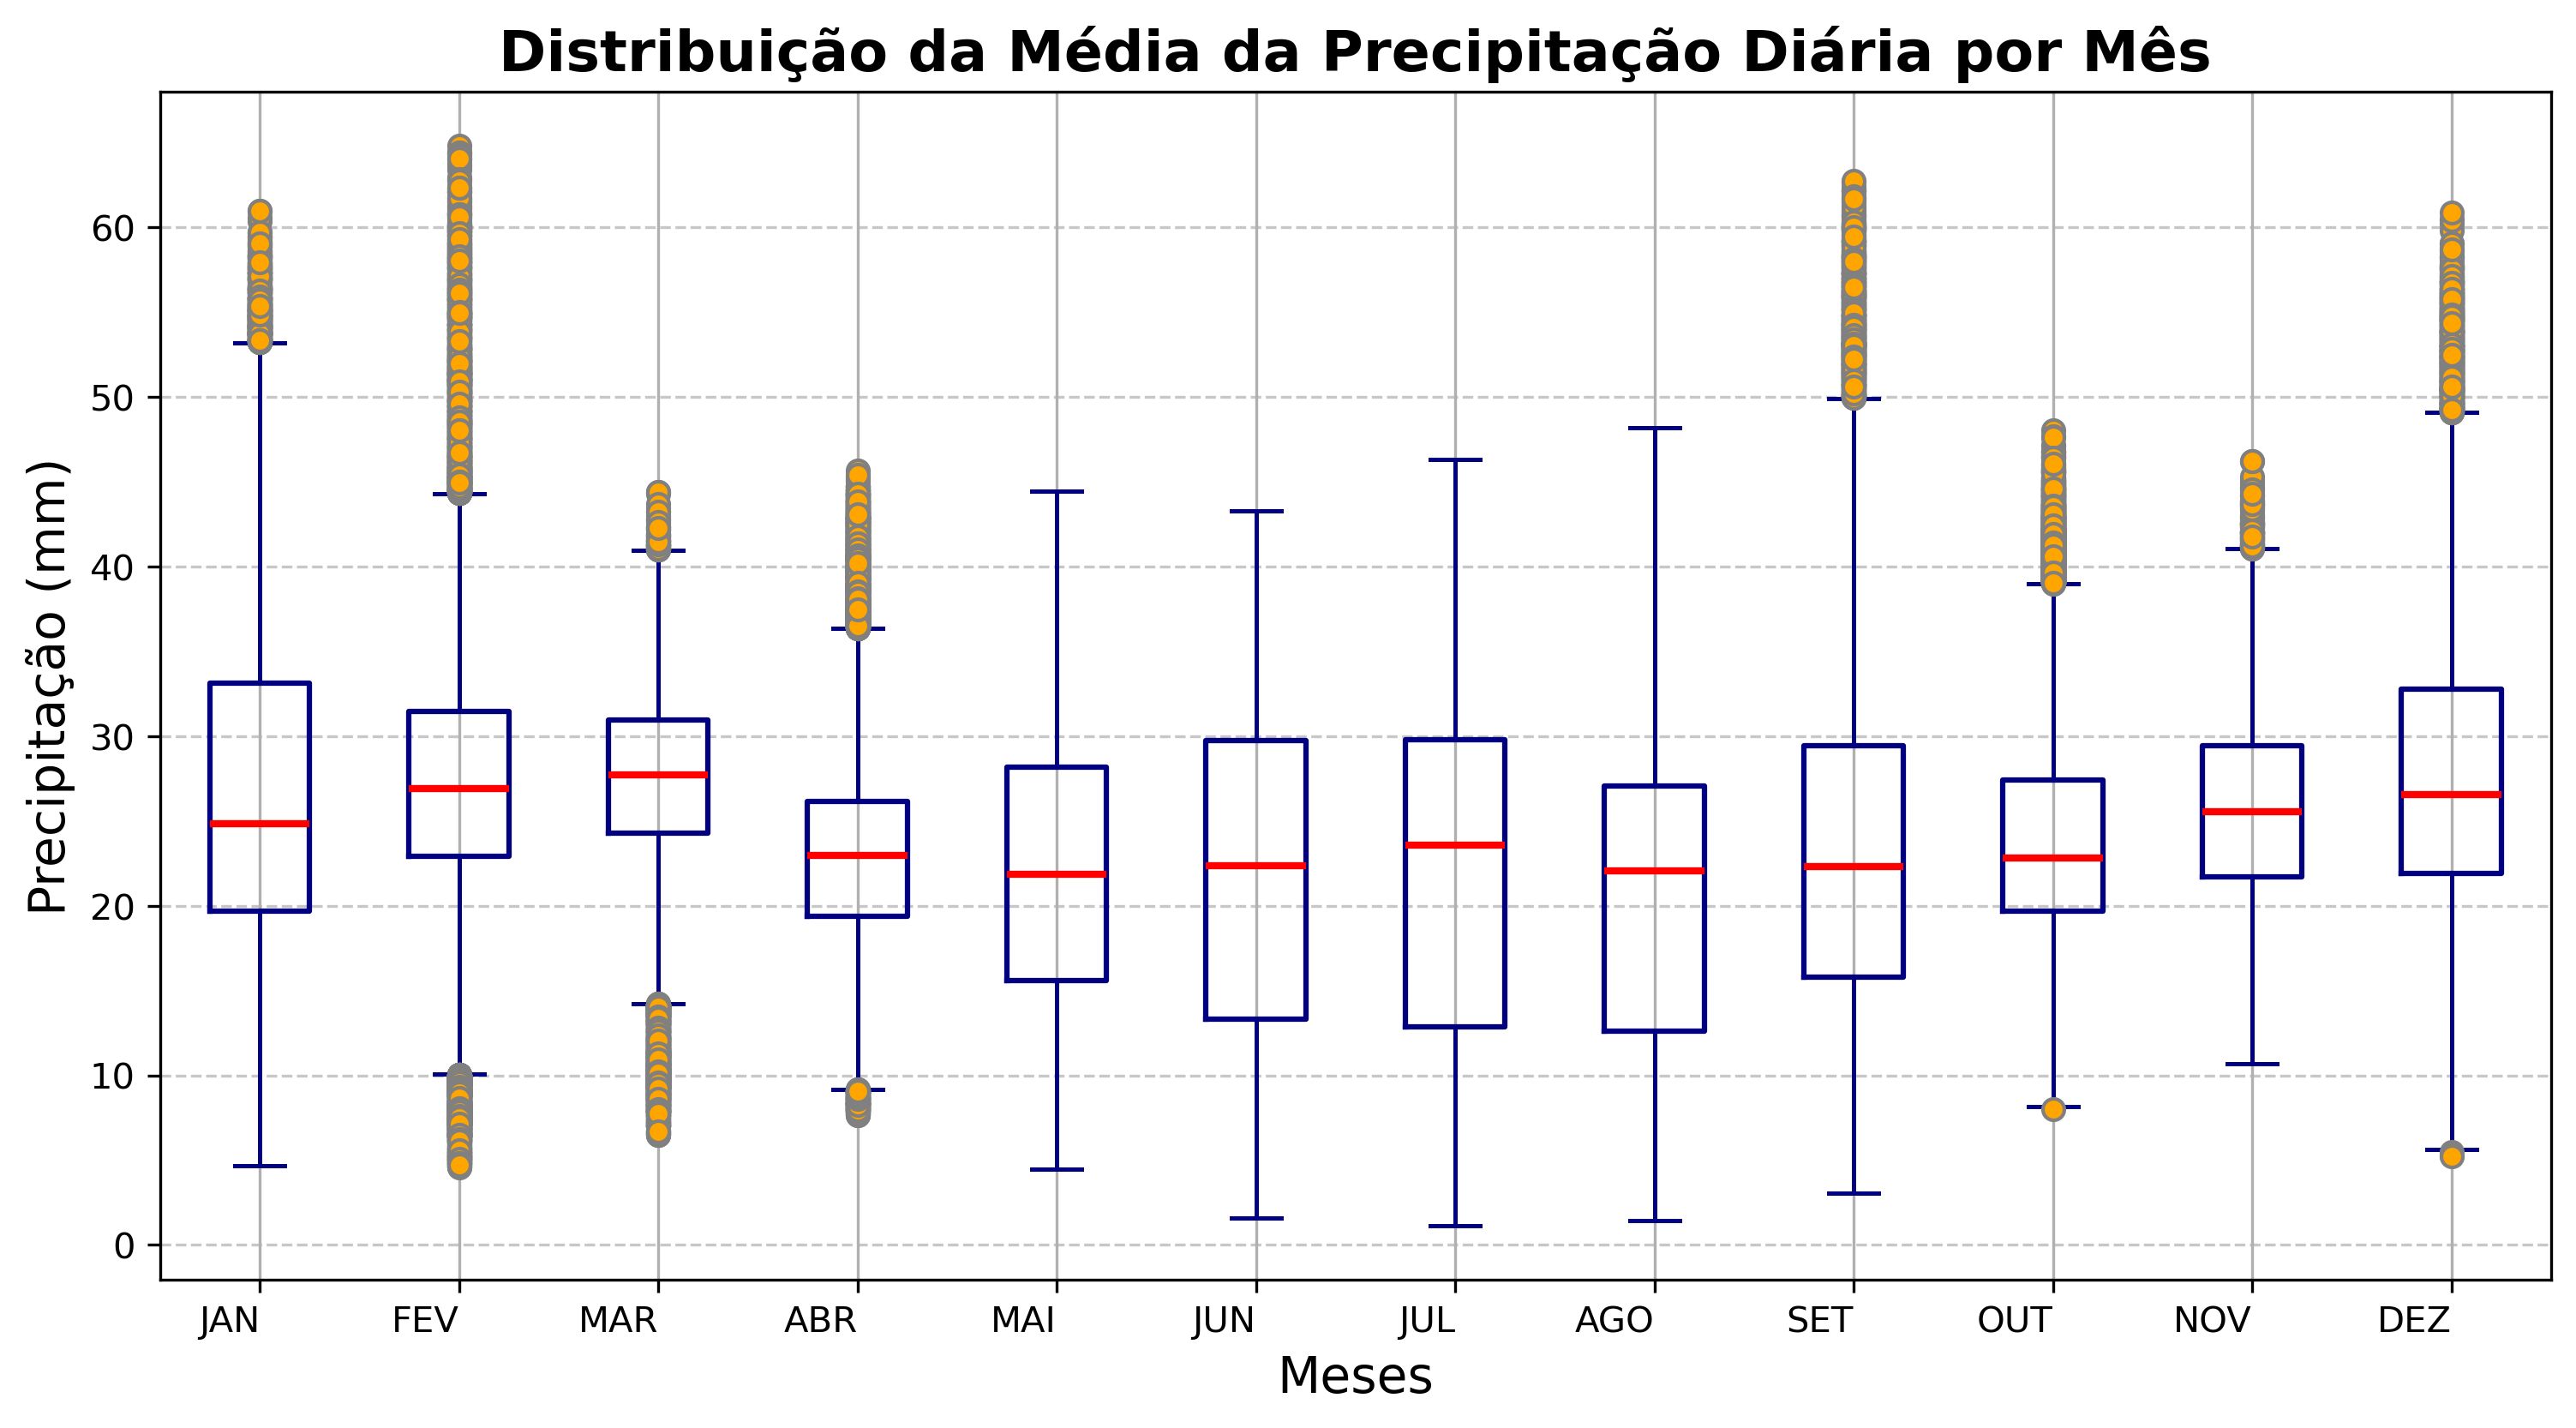 Distribuição da Média da Precipitação Diária por Mês
Precipitação (mm)
60
50
40
30
20
10
0
JAN FEV MAR ABR MAI JUN JUL AGO SET OUT NOV DEZ
Meses